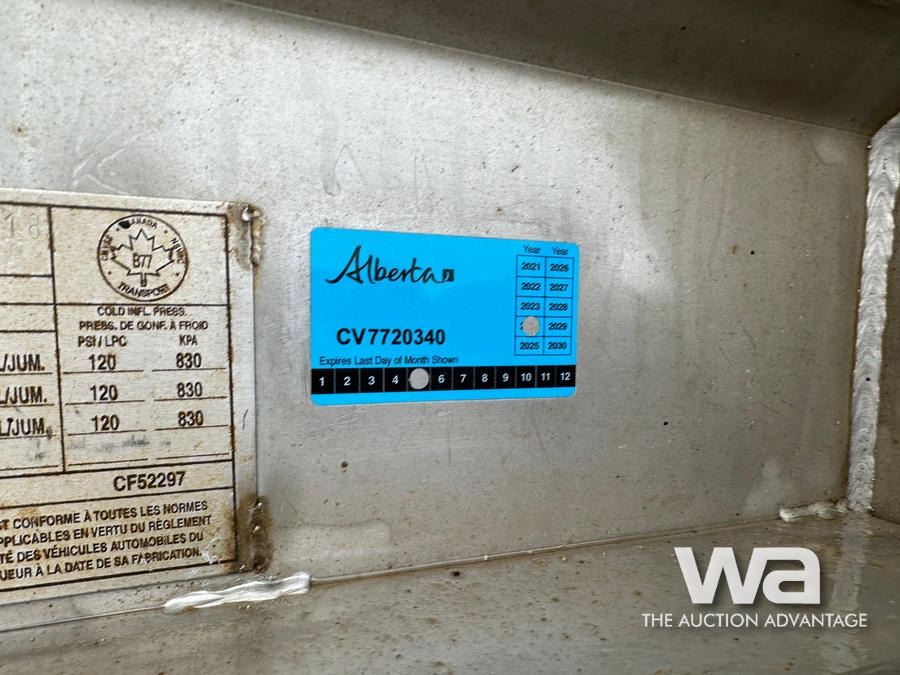 18
CANADA
B77
TRANSPORT
COLD INFL. PRESS.
PRESS. DE GONF. À FROID
PSI / LPC KPA
L/JUM. 120 830
L/JUM. 120 830
L/JUM. 120 830
CF52297
ST CONFORME À TOUTES LES NORMES
APPLICABLES EN VERTU DU RÈGLEMENT
TÉ DES VÉHICULES AUTOMOBILES DU
UEUR À LA DATE DE SA FABRICATION.
Alberta
Year Year
2021 2026
2022 2027
2023 2028
2029
2025 2030
CV7720340
Expires Last Day of Month Shown
1 2 3 4 6 7 8 9 10 11 12
wa
THE AUCTION ADVANTAGE